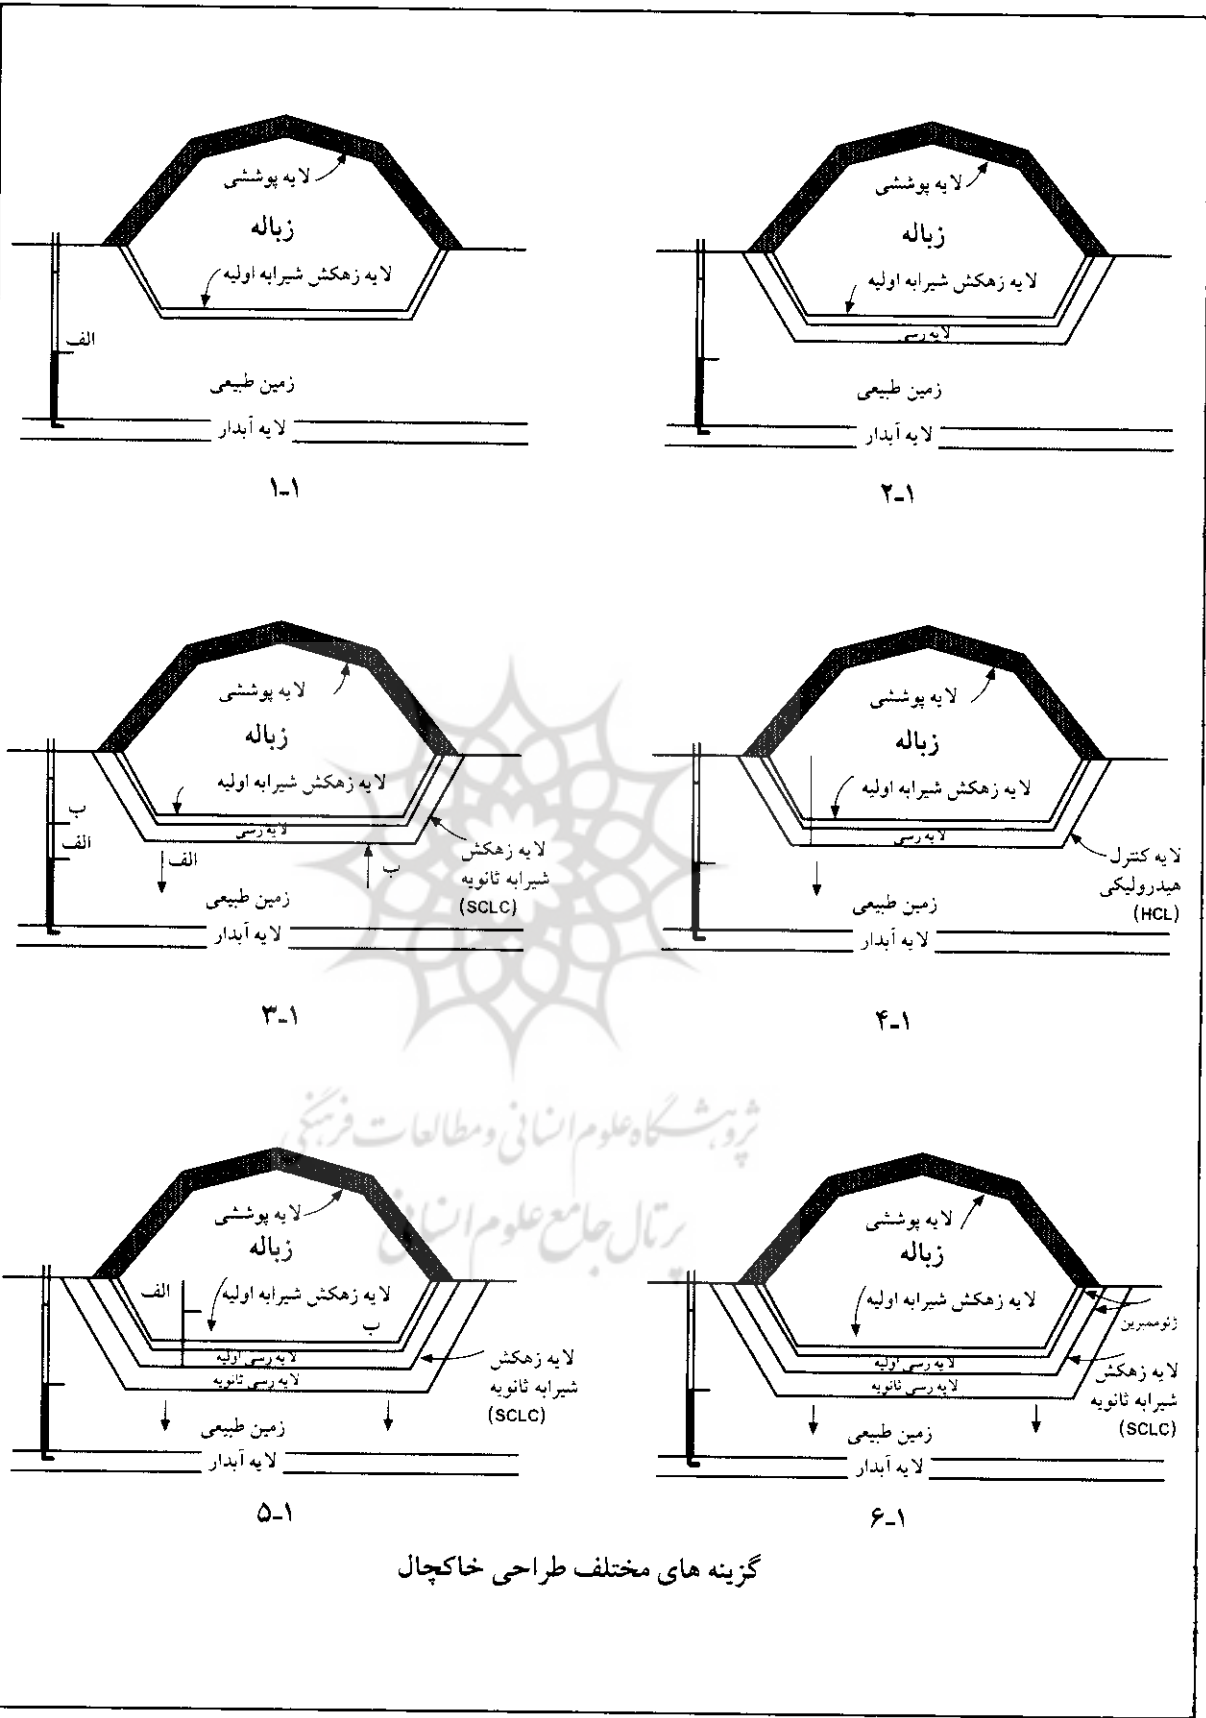 لایه پوششی
زباله
لایه زهکش شیرابه اولیه
الف
زمین طبیعی
لایه آبدار
۱-۱
لایه پوششی
زباله
لایه زهکش شیرابه اولیه
لایه رسی
زمین طبیعی
لایه آبدار
۲-۱
لایه پوششی
زباله
لایه زهکش شیرابه اولیه
لایه رسی
ب
الف
الف
ب
لایه زهکش
شیرابه ثانویه
(SCLC)
زمین طبیعی
لایه آبدار
۳-۱
لایه پوششی
زباله
لایه زهکش شیرابه اولیه
لایه رسی
لایه کنترل
هیدرولیکی
(HCL)
زمین طبیعی
لایه آبدار
۴-۱
پژوهشگاه علوم انسانی و مطالعات فرهنگی
پرتال جامع علوم انسانی
لایه پوششی
زباله
الف
لایه زهکش شیرابه اولیه
ب
لایه رسی اولیه
لایه رسی ثانویه
لایه زهکش
شیرابه ثانویه
(SCLC)
زمین طبیعی
لایه آبدار
۵-۱
لایه پوششی
زباله
لایه زهکش شیرابه اولیه
ژئوممبرین
لایه رسی اولیه
لایه رسی ثانویه
لایه زهکش
شیرابه ثانویه
(SCLC)
زمین طبیعی
لایه آبدار
۶-۱
گزینه های مختلف طراحی خاکچال